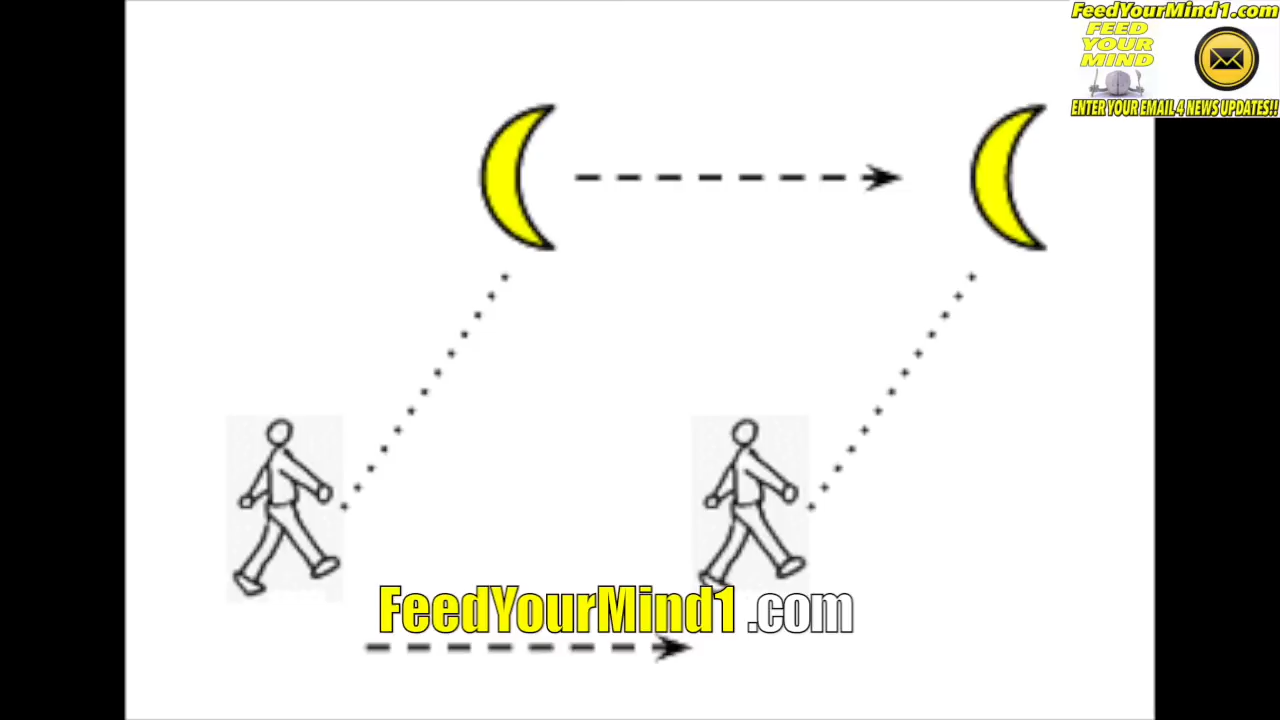 FeedYourMind1.com
FEED
YOUR
MIND
ENTER YOUR EMAIL 4 NEWS UPDATES!!
FeedYourMind1 .com